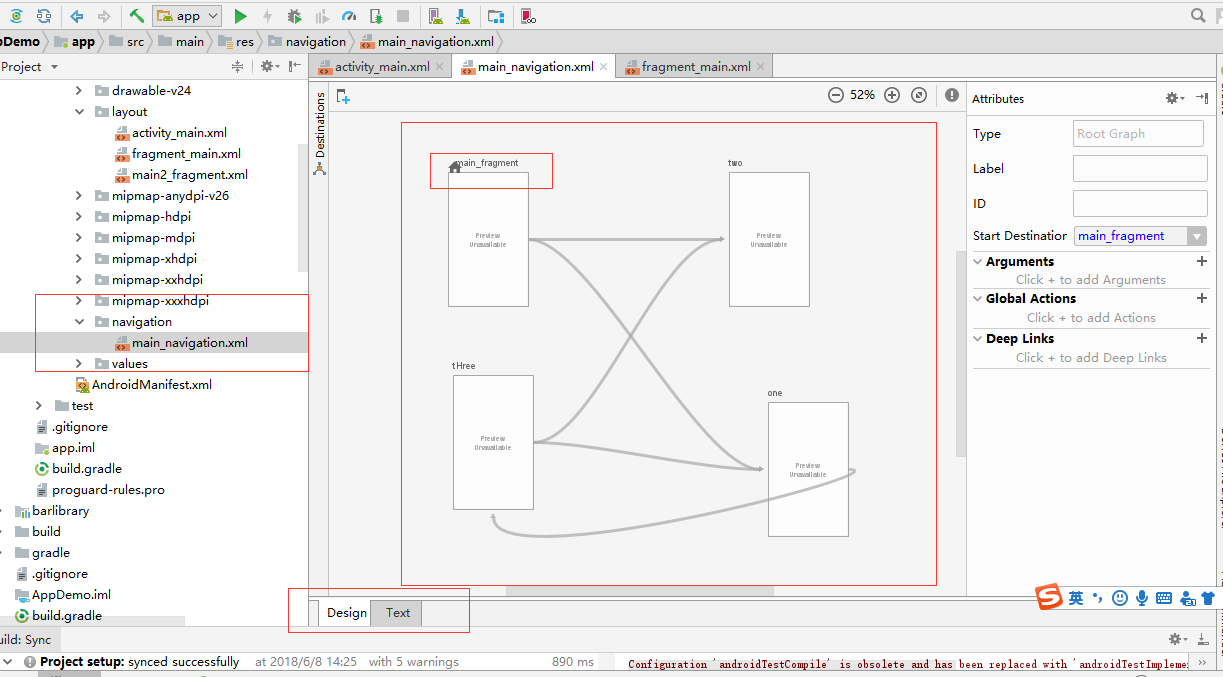 app
pDemo
app
src
main
res
navigation
main_navigation.xml
Project
activity_main.xml
main_navigation.xml
fragment_main.xml
drawable-v24
layout
activity_main.xml
fragment_main.xml
main2_fragment.xml
mipmap-anydpi-v26
mipmap-hdpi
mipmap-mdpi
mipmap-xhdpi
mipmap-xxhdpi
mipmap-xxxhdpi
navigation
main_navigation.xml
values
AndroidManifest.xml
test
.gitignore
app.iml
build.gradle
proguard-rules.pro
barlibrary
build
gradle
.gitignore
AppDemo.iml
build.gradle
Destinations
52%
main_fragment
Preview
Unavailable
two
Preview
Unavailable
tHree
Preview
Unavailable
one
Preview
Unavailable
Design
Text
Attributes
Type
Root Graph
Label
ID
Start Destination
main_fragment
Arguments
Click + to add Arguments
Global Actions
Click + to add Actions
Deep Links
Click + to add Deep Links
S英
uild: Sync
Project setup: synced successfully at 2018/6/8 14:25 with 5 warnings 890 ms
Configuration 'androidTestCompile' is obsolete and has been replaced with 'androidTestImplemen